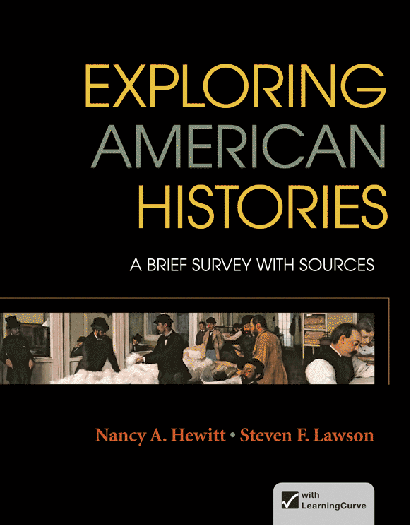 EXPLORING
AMERICAN
HISTORIES
A BRIEF SURVEY WITH SOURCES
Nancy A. Hewitt • Steven F. Lawson
with
LearningCurve